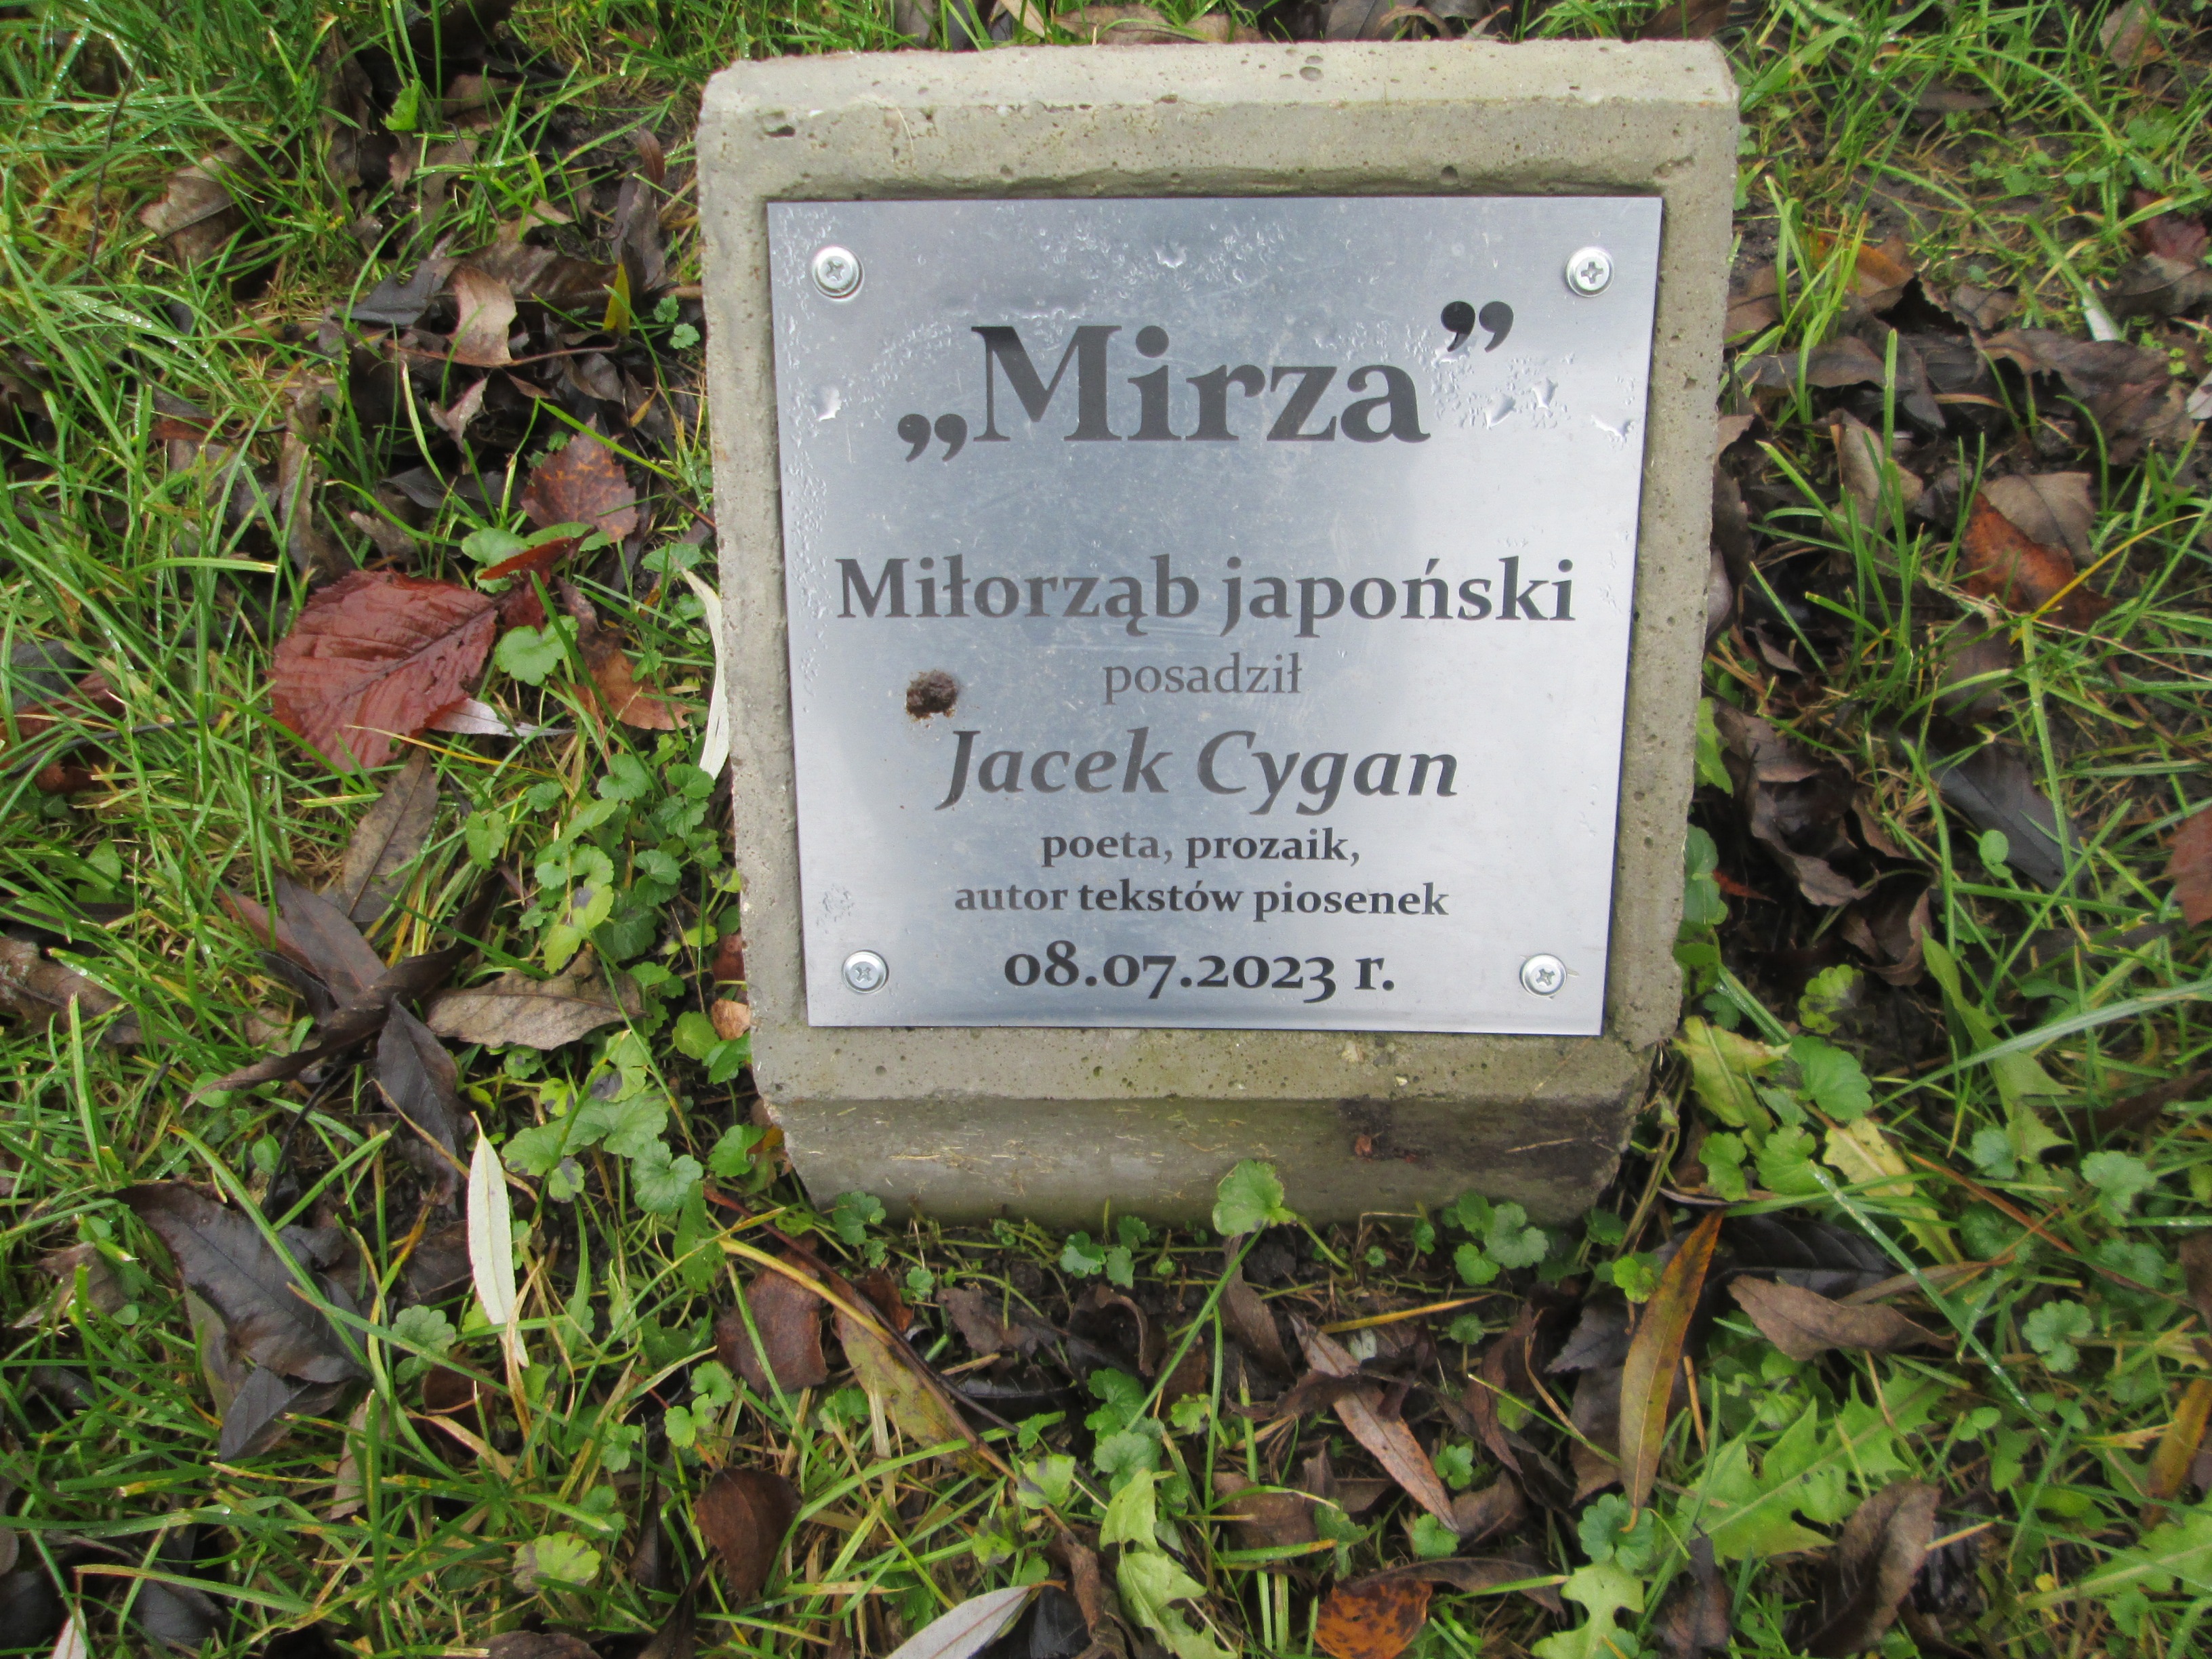 „Mirza”
Miłorząb japoński
posadził
Jacek Cygan
poeta, prozaik,
autor tekstów piosenek
08.07.2023 r.